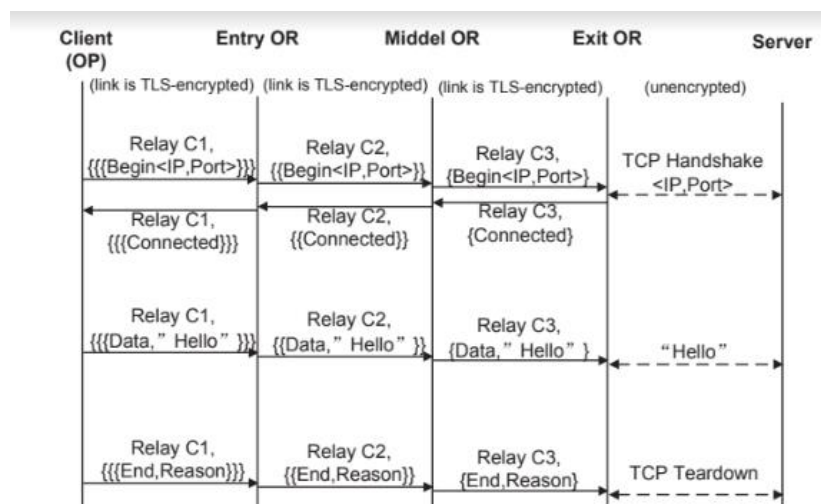 Client Entry OR Middel OR Exit OR Server
(OP)
(link is TLS-encrypted) (link is TLS-encrypted) (link is TLS-encrypted) (unencrypted)
Relay C1, Relay C2, Relay C3, TCP Handshake
{{{Begin<IP,Port>}}} {{Begin<IP,Port>}} {Begin<IP,Port>} <IP,Port>
Relay C1, Relay C2, Relay C3,
{{{Connected}}} {{Connected}} {Connected}
Relay C1, Relay C2, Relay C3,
{{{Data,” Hello” }}} {{Data,” Hello” }} {Data,” Hello” } “Hello”
Relay C1, Relay C2, Relay C3,
{{{End,Reason}}} {{End,Reason}} {End,Reason} TCP Teardown